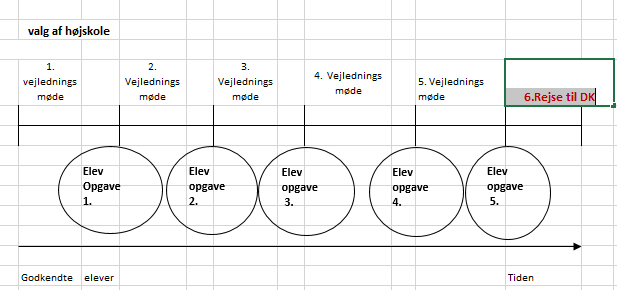 valg af højskole
1.
vejlednings
møde
2.
Vejlednings
møde
3.
Vejlednings
møde
4. Vejlednings
møde
5. Vejlednings
møde
6.Rejse til DK
Elev
Opgave
1.
Elev
opgave
2.
Elev
opgave
3.
Elev
opgave
4.
Elev
opgave
5.
Godkendte elever
Tiden